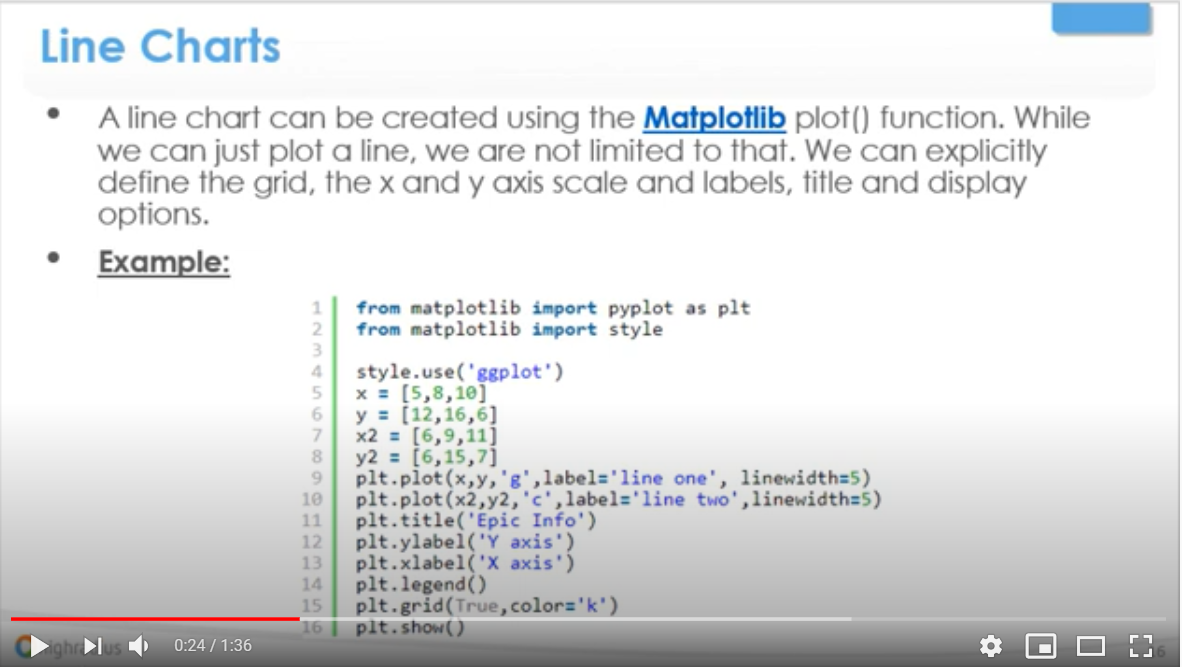 Line Charts
• A line chart can be created using the Matplotlib plot() function. While
we can just plot a line, we are not limited to that. We can explicitly
define the grid, the x and y axis scale and labels, title and display
options.
• Example:
1 from matplotlib import pyplot as plt
2 from matplotlib import style
3
4 style.use('ggplot')
5 x = [5,8,10]
6 y = [12,16,6]
7 x2 = [6,9,11]
8 y2 = [6,15,7]
9 plt.plot(x,y,'g',label='line one', linewidth=5)
10 plt.plot(x2,y2,'c',label='line two',linewidth=5)
11 plt.title('Epic Info')
12 plt.ylabel('Y axis')
13 plt.xlabel('X axis')
14 plt.legend()
15 plt.grid(True,color='k')
16 plt.show()
0:24 / 1:36